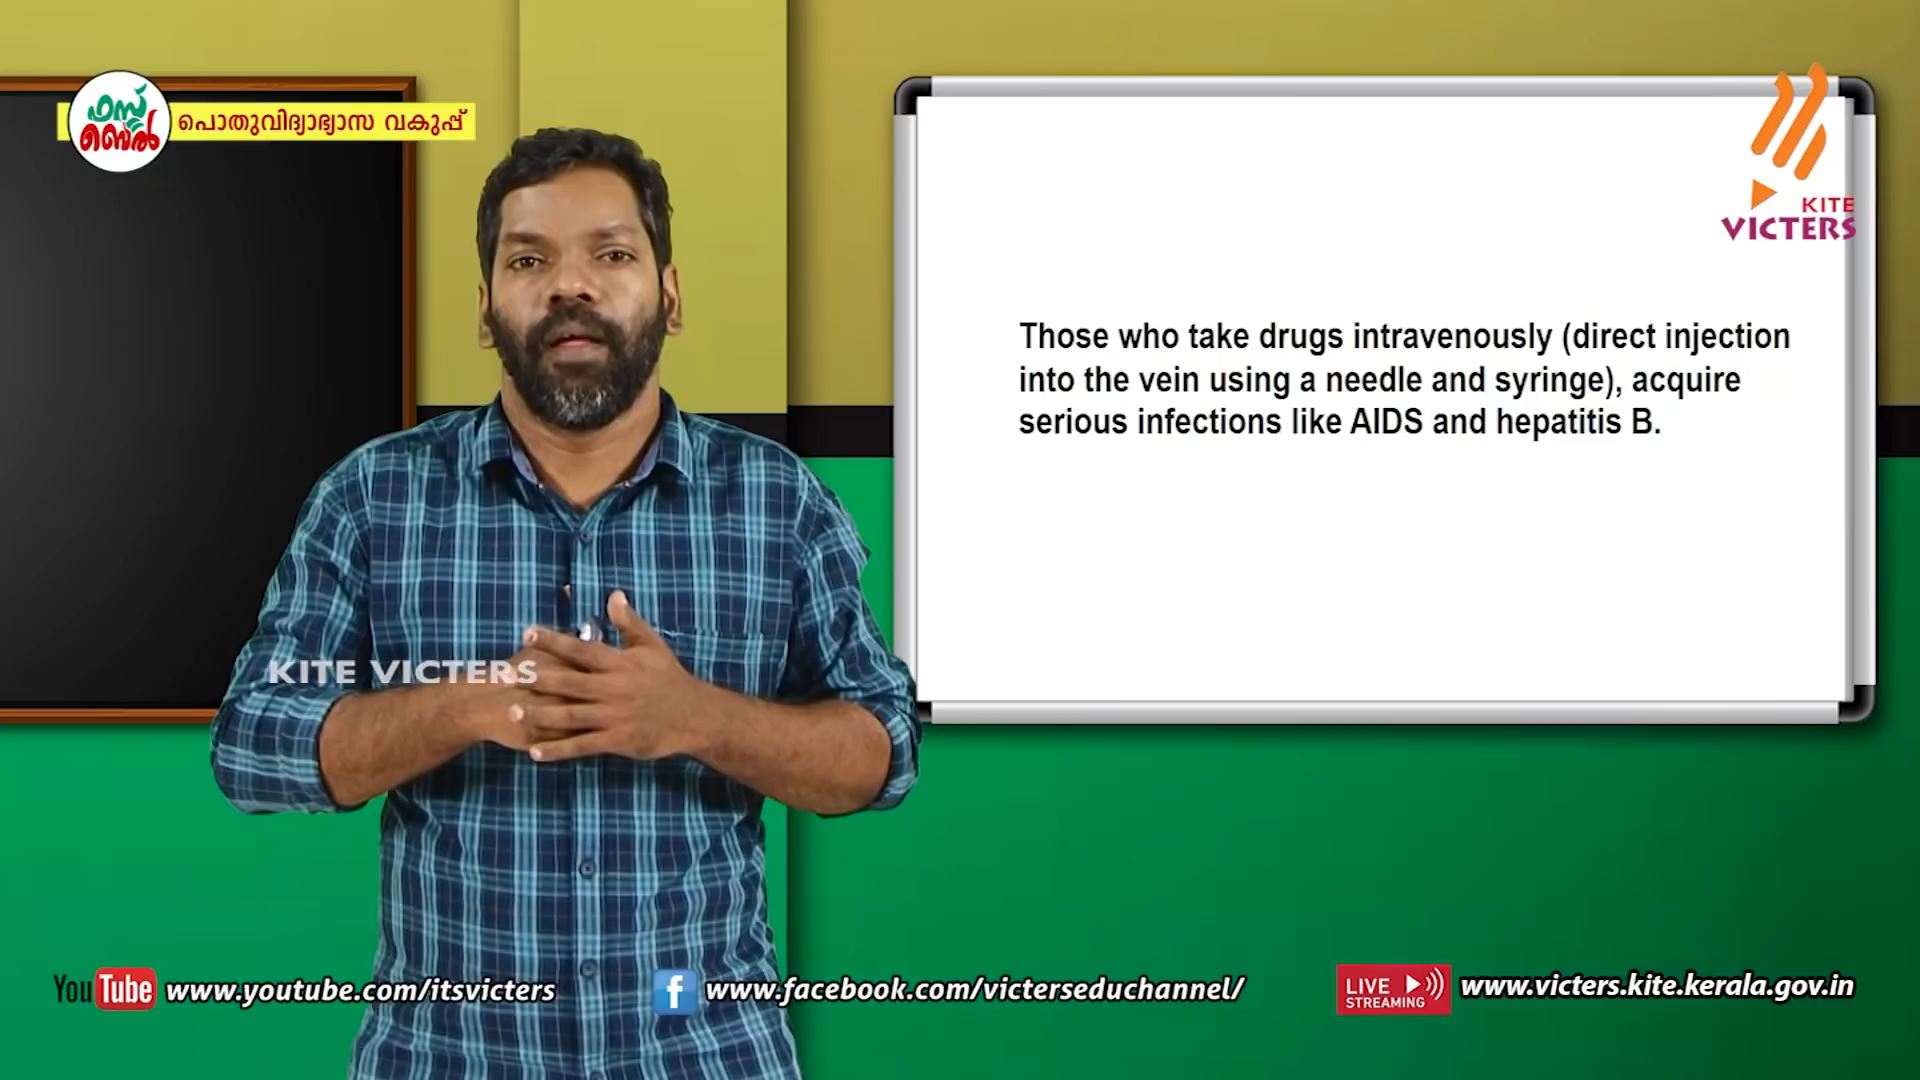 ഫസ്റ്റ്
ബെൽ
പൊതുവിദ്യാഭ്യാസ വകുപ്പ്
KITE
VICTERS
Those who take drugs intravenously (direct injection
into the vein using a needle and syringe), acquire
serious infections like AIDS and hepatitis B.
KITE VICTERS
YouTube www.youtube.com/itsvicters
f www.facebook.com/victerseduchannel/
LIVE
STREAMING
www.victers.kite.kerala.gov.in